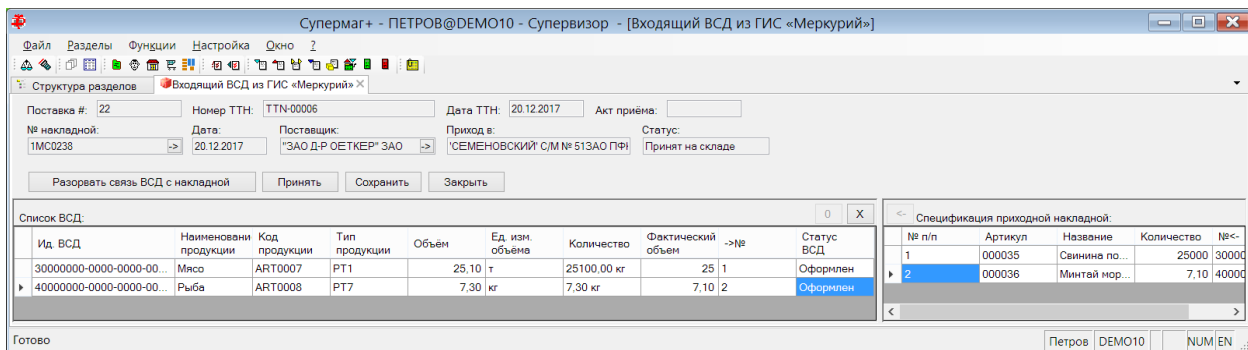 Супермаг+ - ПЕТРОВ@DEMO10 - Супервизор - [Входящий ВСД из ГИС «Меркурий»]
Файл Разделы Функции Настройка Окно ?
Структура разделов Входящий ВСД из ГИС «Меркурий»
Поставка #: 22 Номер ТТН: TTN-00006 Дата ТТН: 20.12.2017 Акт приёма:
№ накладной: Дата: Поставщик: Приход в: Статус:
1МС0238 -> 20.12.2017 "ЗАО Д-Р ОЕТКЕР" ЗАО -> 'СЕМЕНОВСКИЙ' С/М № 513АО ПФІ Принят на складе
Разорвать связь ВСД с накладной Принять Сохранить Закрыть
Список ВСД: 0 X <- Спецификация приходной накладной:
Ид. ВСД Наименовани продукции Код продукции Тип продукции Объём Ед. изм. объёма Количество Фактический объем ->№ Статус ВСД № п/п Артикул Название Количество №<-
30000000-0000-0000-00... Мясо ART0007 PT1 25,10 т 25100,00 кг 25 1 Оформлен 1 000035 Свинина по... 25000 30000
40000000-0000-0000-00... Рыба ART0008 PT7 7,30 кг 7,30 кг 7,10 2 Оформлен 2 000036 Минтай мор... 7,10 40000
Готово Петров DEMO10 NUM EN